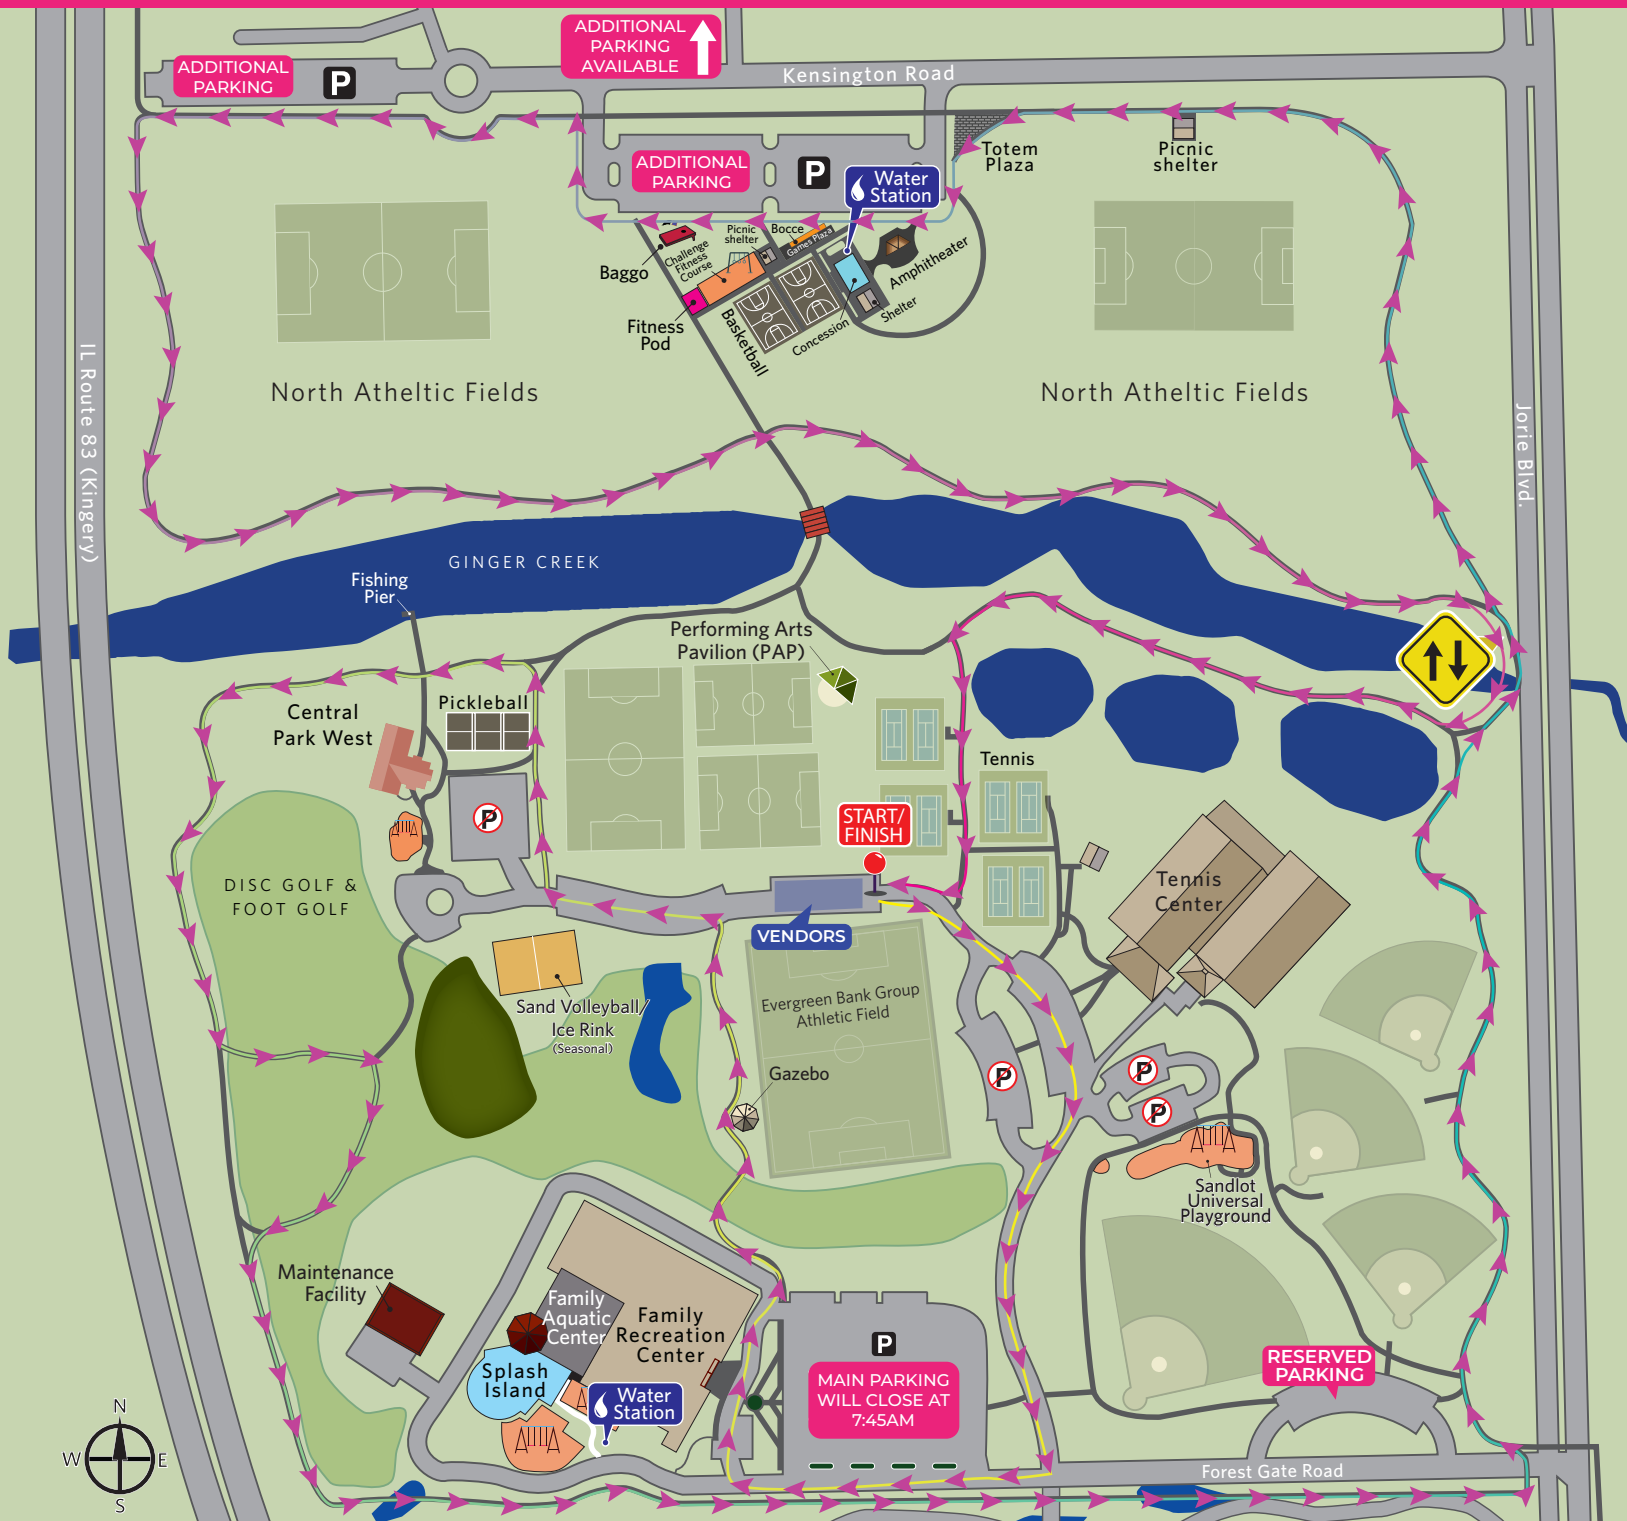 ADDITIONAL
PARKING
AVAILABLE
ADDITIONAL
PARKING
P
Kensington Road
ADDITIONAL
PARKING
P
Water
Station
Totem
Plaza
Picnic
shelter
Picnic
shelter
Bocce
Games Plaza
Baggo
Challenge
Fitness
Course
Amphitheater
Shelter
Fitness
Pod
Basketball
Concession
IL Route 83 (Kingery)
North Atheltic Fields
North Atheltic Fields
Jorie Blvd.
GINGER CREEK
Fishing
Pier
Performing Arts
Pavilion (PAP)
Pickleball
Central
Park West
Tennis
P
START/
FINISH
DISC GOLF &
FOOT GOLF
Tennis
Center
VENDORS
Evergreen Bank Group
Athletic Field
Sand Volleyball/
Ice Rink
(Seasonal)
Gazebo
P
P
P
Sandlot
Universal
Playground
Maintenance
Facility
Family
Aquatic
Center
Family
Recreation
Center
Splash
Island
Water
Station
P
MAIN PARKING
WILL CLOSE AT
7:45AM
RESERVED
PARKING
Forest Gate Road
N
W
E
S